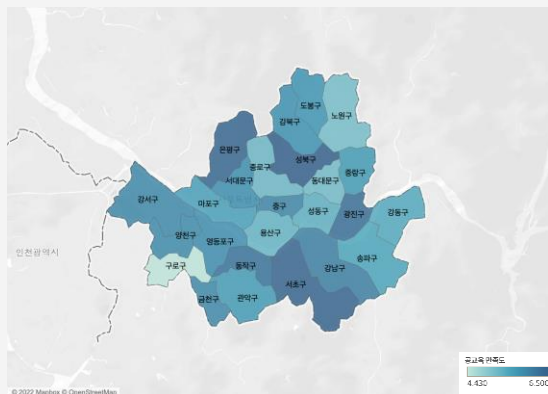 도봉구
노원구
강북구
은평구
성북구
종로구
중랑구
서대문구
동대문구
강서구
마포구
중구
성동구
광진구
강동구
양천구
영등포구
용산구
인천광역시
송파구
구로구
동작구
강남구
서초구
금천구
관악구
공교육 만족도
4.430
6.500
© 2022 Mapbox © OpenStreetMap